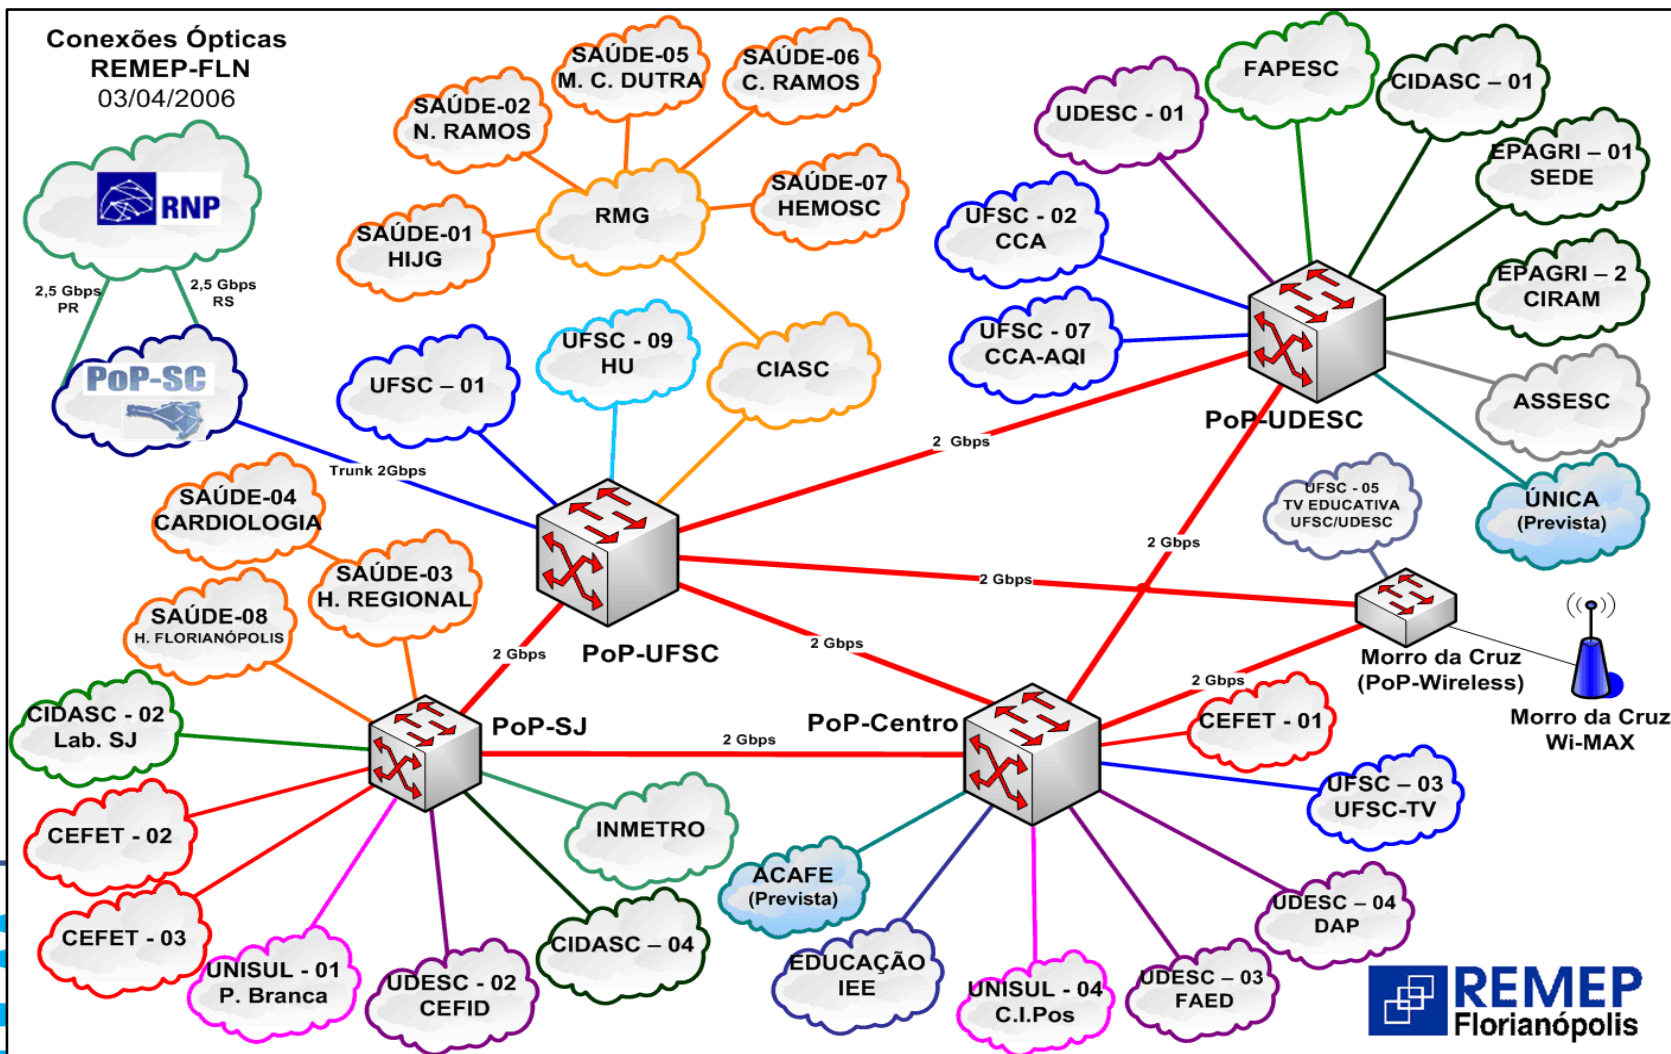 Conexões Ópticas
REMEP-FLN
03/04/2006
RNP
2,5 Gbps
PR
2,5 Gbps
RS
PoP-SC
SAÚDE-02
N. RAMOS
SAÚDE-05
M. C. DUTRA
SAÚDE-06
C. RAMOS
SAÚDE-01
HIJG
RMG
SAÚDE-07
HEMOSC
UFSC – 01
UFSC - 09
HU
CIASC
Trunk 2Gbps
UDESC - 01
FAPESC
CIDASC – 01
EPAGRI – 01
SEDE
UFSC - 02
CCA
EPAGRI – 2
CIRAM
UFSC - 07
CCA-AQI
ASSESC
PoP-UDESC
ÚNICA
(Prevista)
2 Gbps
UFSC - 05
TV EDUCATIVA
UFSC/UDESC
2 Gbps
2 Gbps
SAÚDE-04
CARDIOLOGIA
SAÚDE-03
H. REGIONAL
SAÚDE-08
H. FLORIANÓPOLIS
PoP-UFSC
2 Gbps
2 Gbps
Morro da Cruz
(PoP-Wireless)
2 Gbps
Morro da Cruz
Wi-MAX
CIDASC - 02
Lab. SJ
PoP-SJ
2 Gbps
PoP-Centro
CEFET - 01
CEFET - 02
INMETRO
UFSC – 03
UFSC-TV
CEFET - 03
UNISUL - 01
P. Branca
UDESC - 02
CEFID
CIDASC – 04
ACAFE
(Prevista)
EDUCAÇÃO
IEE
UNISUL - 04
C.I.Pos
UDESC – 03
FAED
UDESC – 04
DAP
REMEP
Florianópolis